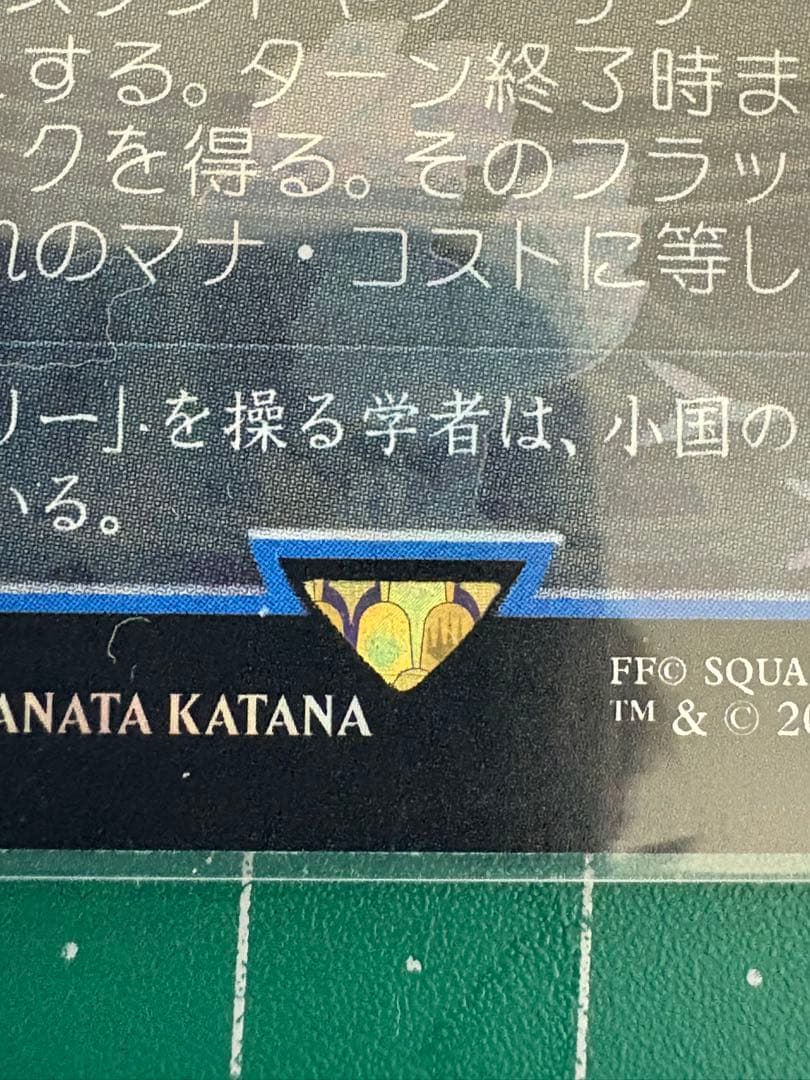 する。ターン終了時ま
クを得る。そのフラッ
れのマナ・コストに等し
リー」を操る学者は、小国の
いる。
ANATA KATANA
FF© SQUA
™ & © 20